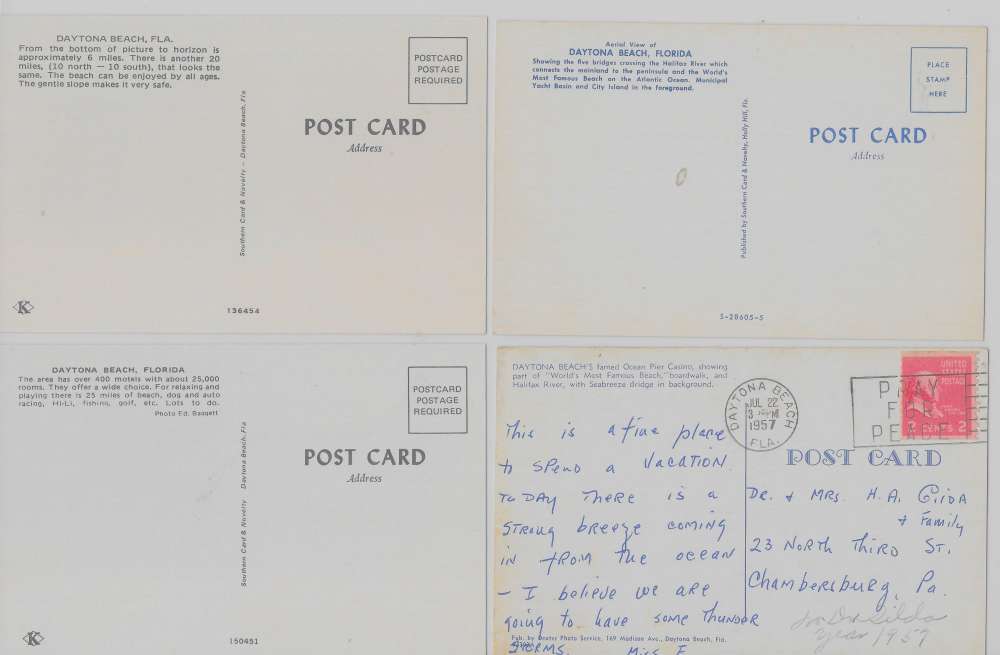 DAYTONA BEACH, FLA.
From the bottom of picture to horizon is
approximately 6 miles. There is another 20
miles, (10 north — 10 south), that looks the
same. The beach can be enjoyed by all ages.
The gentle slope makes it very safe.
POSTCARD
POSTAGE
REQUIRED
POST CARD
Address
Southern Card & Novelty – Daytona Beach, Fla
K
136454
Aerial View of
DAYTONA BEACH, FLORIDA
Showing the five bridges crossing the Halifax River which
connects the mainland to the peninsula and the World's
Most Famous Beach on the Atlantic Ocean. Municipal
Yacht Basin and City Island in the foreground.
PLACE
STAMP
HERE
POST CARD
Address
Published by Southern Card & Novelty, Holly Hill, Fla.
S-28605-5
DAYTONA BEACH, FLORIDA
The area has over 400 motels with about 25,000
rooms. They offer a wide choice. For relaxing and
playing there is 25 miles of beach, dog and auto
racing, Hi-Li, fishing, golf, etc. Lots to do.
Photo Ed. Bassett
POSTCARD
POSTAGE
REQUIRED
POST CARD
Address
Southern Card & Novelty Daytona Beach, Fla
K
150451
DAYTONA BEACH'S famed Ocean Pier Casino, showing
part of "World's Most Famous Beach," boardwalk, and
Halifax River, with Seabreeze Bridge in background.
DAYTONA BEACH
JUL 22
3 PM
1957
FLA.
PRAY
FOR
PEACE
UNITED
STATES
POSTAGE
2 CENTS 2
POST CARD
This is a fine place
to spend a vacation.
Today there is a
strong breeze coming
in from the ocean
- I believe we are
going to have some thunder
storms. Miss F
Dr. + Mrs. H.A. Gilda
+ Family
23 North Third St.
Chambersburg, Pa.
Dr Gilda
year 1957
Pub. by Dexter Photo Service, 169 Madison Ave., Daytona Beach, Fla.